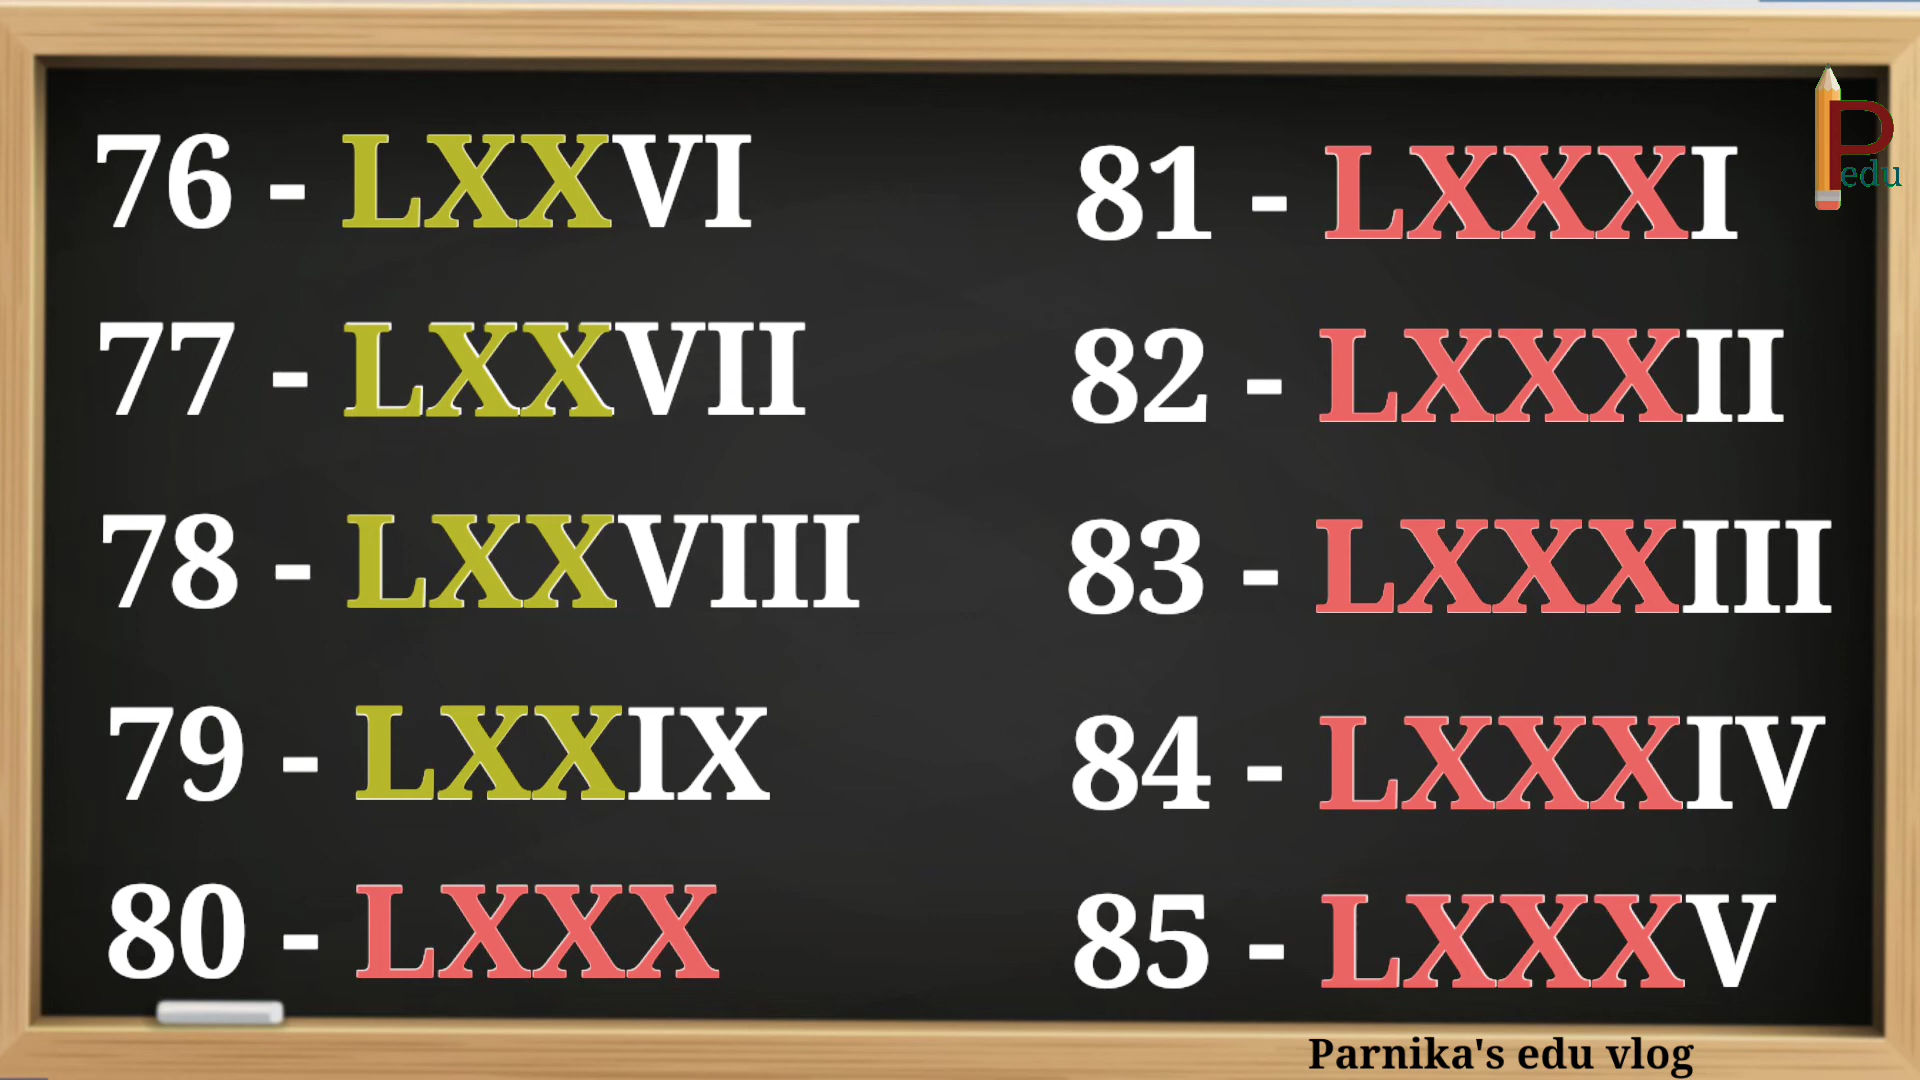 76 - LXXVI
77 - LXXVII
78 - LXXVIII
79 - LXXIX
80 - LXXX
81 - LXXXI
82 - LXXXII
83 - LXXXIII
84 - LXXXIV
85 - LXXXV
P
edu
Parnika's edu vlog